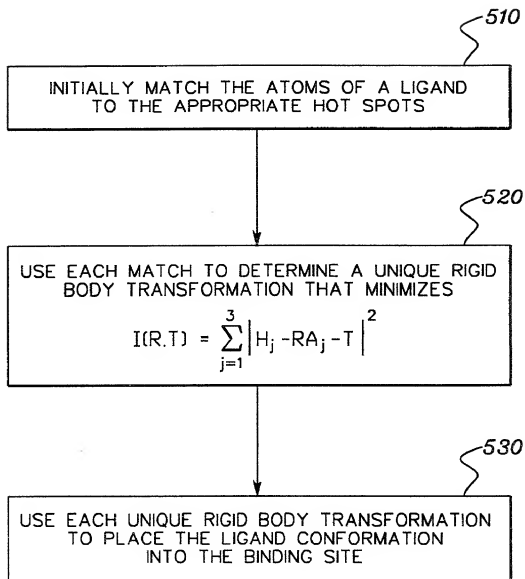 510
INITIALLY MATCH THE ATOMS OF A LIGAND
TO THE APPROPRIATE HOT SPOTS
520
USE EACH MATCH TO DETERMINE A UNIQUE RIGID
BODY TRANSFORMATION THAT MINIMIZES
I(R.T) = 3∑j=1 |Hj -RAj -T|²
530
USE EACH UNIQUE RIGID BODY TRANSFORMATION
TO PLACE THE LIGAND CONFORMATION
INTO THE BINDING SITE